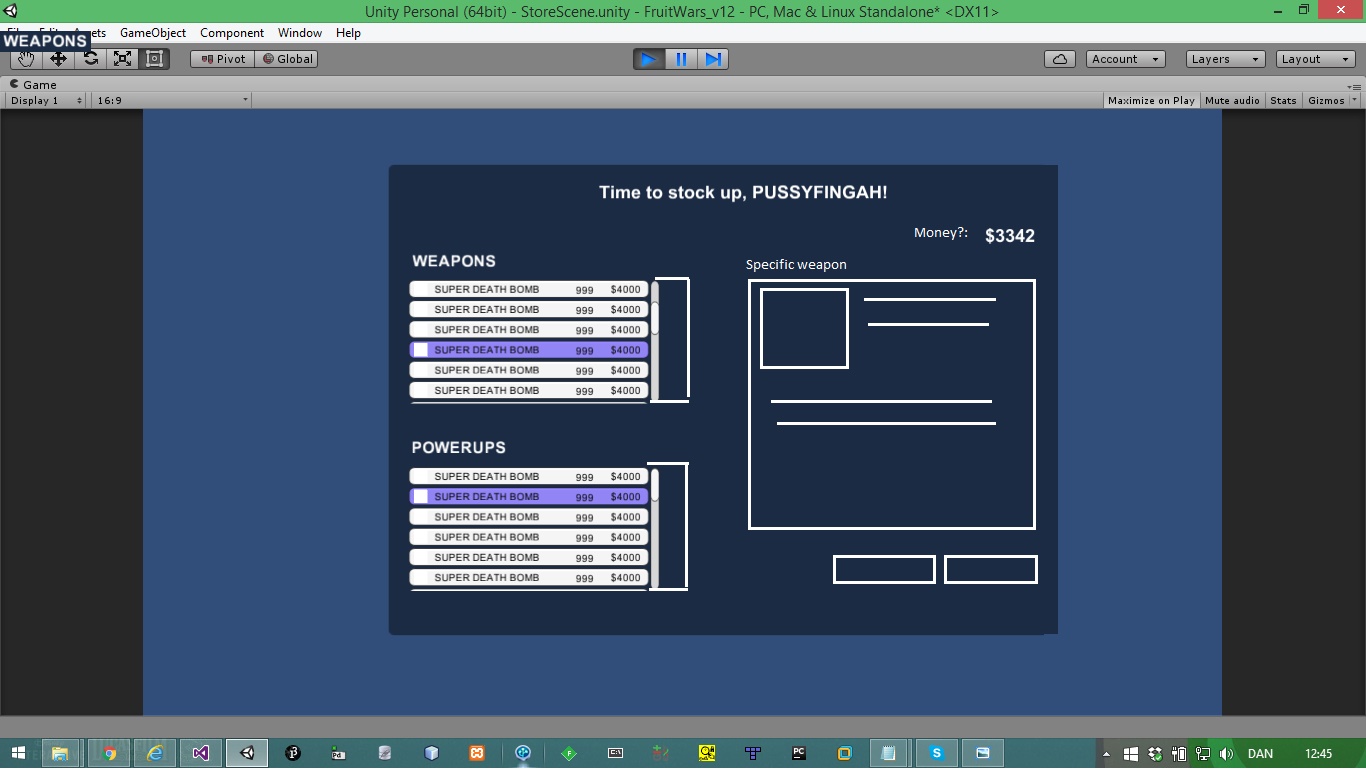 Unity Personal (64bit) - StoreScene.unity - FruitWars_v12 - PC, Mac & Linux Standalone* <DX11>
Assets GameObject Component Window Help
WEAPONS
Pivot Global Account Layers Layout
Game
Display 1 16:9 Maximize on Play Mute audio Stats Gizmos
Time to stock up, PUSSYFINGAH!
Money?: $3342
WEAPONS
SUPER DEATH BOMB 999 $4000
SUPER DEATH BOMB 999 $4000
SUPER DEATH BOMB 999 $4000
SUPER DEATH BOMB 999 $4000
SUPER DEATH BOMB 999 $4000
SUPER DEATH BOMB 999 $4000
POWERUPS
SUPER DEATH BOMB 999 $4000
SUPER DEATH BOMB 999 $4000
SUPER DEATH BOMB 999 $4000
SUPER DEATH BOMB 999 $4000
SUPER DEATH BOMB 999 $4000
SUPER DEATH BOMB 999 $4000
Specific weapon
Pd PC DAN 12:45